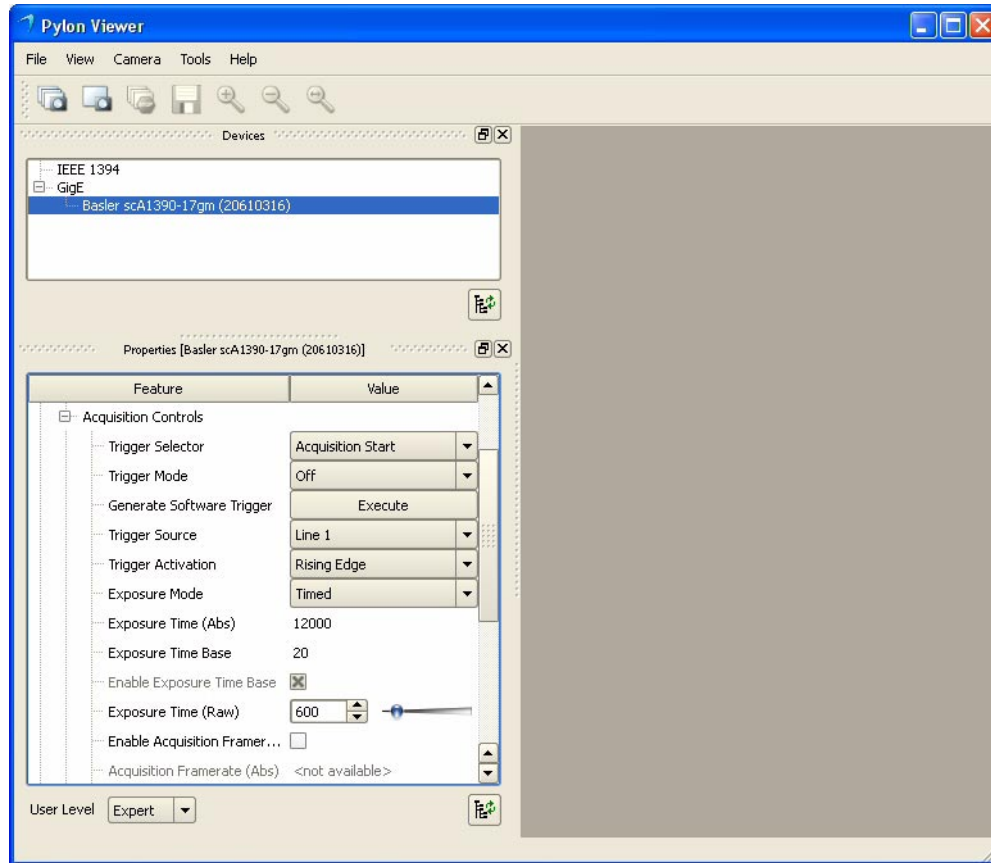 Pylon Viewer
File View Camera Tools Help
Devices
IEEE 1394
GigE
Basler scA1390-17gm (20610316)
Properties [Basler scA1390-17gm (20610316)]
Feature Value
Acquisition Controls
Trigger Selector Acquisition Start
Trigger Mode Off
Generate Software Trigger Execute
Trigger Source Line 1
Trigger Activation Rising Edge
Exposure Mode Timed
Exposure Time (Abs) 12000
Exposure Time Base 20
Enable Exposure Time Base
Exposure Time (Raw) 600
Enable Acquisition Framer...
Acquisition Framerate (Abs) <not available>
User Level Expert